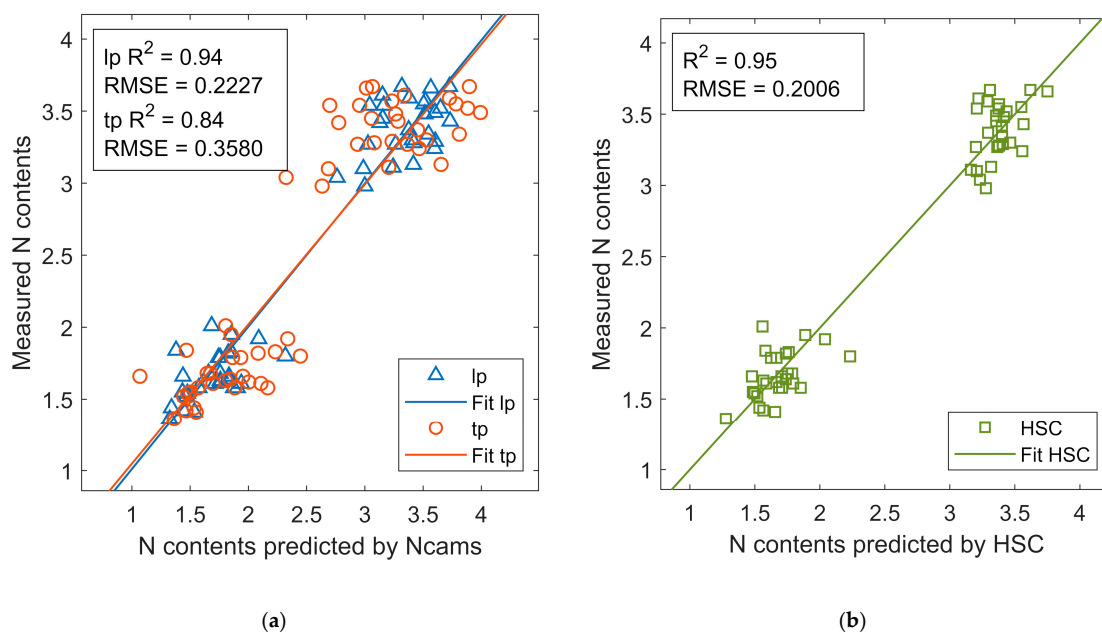 lp R² = 0.94
RMSE = 0.2227
tp R² = 0.84
RMSE = 0.3580
4
3.5
3
2.5
2
1.5
1
Measured N contents
lp
Fit lp
tp
Fit tp
1 1.5 2 2.5 3 3.5 4
N contents predicted by Ncams
(a)
R² = 0.95
RMSE = 0.2006
4
3.5
3
2.5
2
1.5
1
Measured N contents
HSC
Fit HSC
1 1.5 2 2.5 3 3.5 4
N contents predicted by HSC
(b)